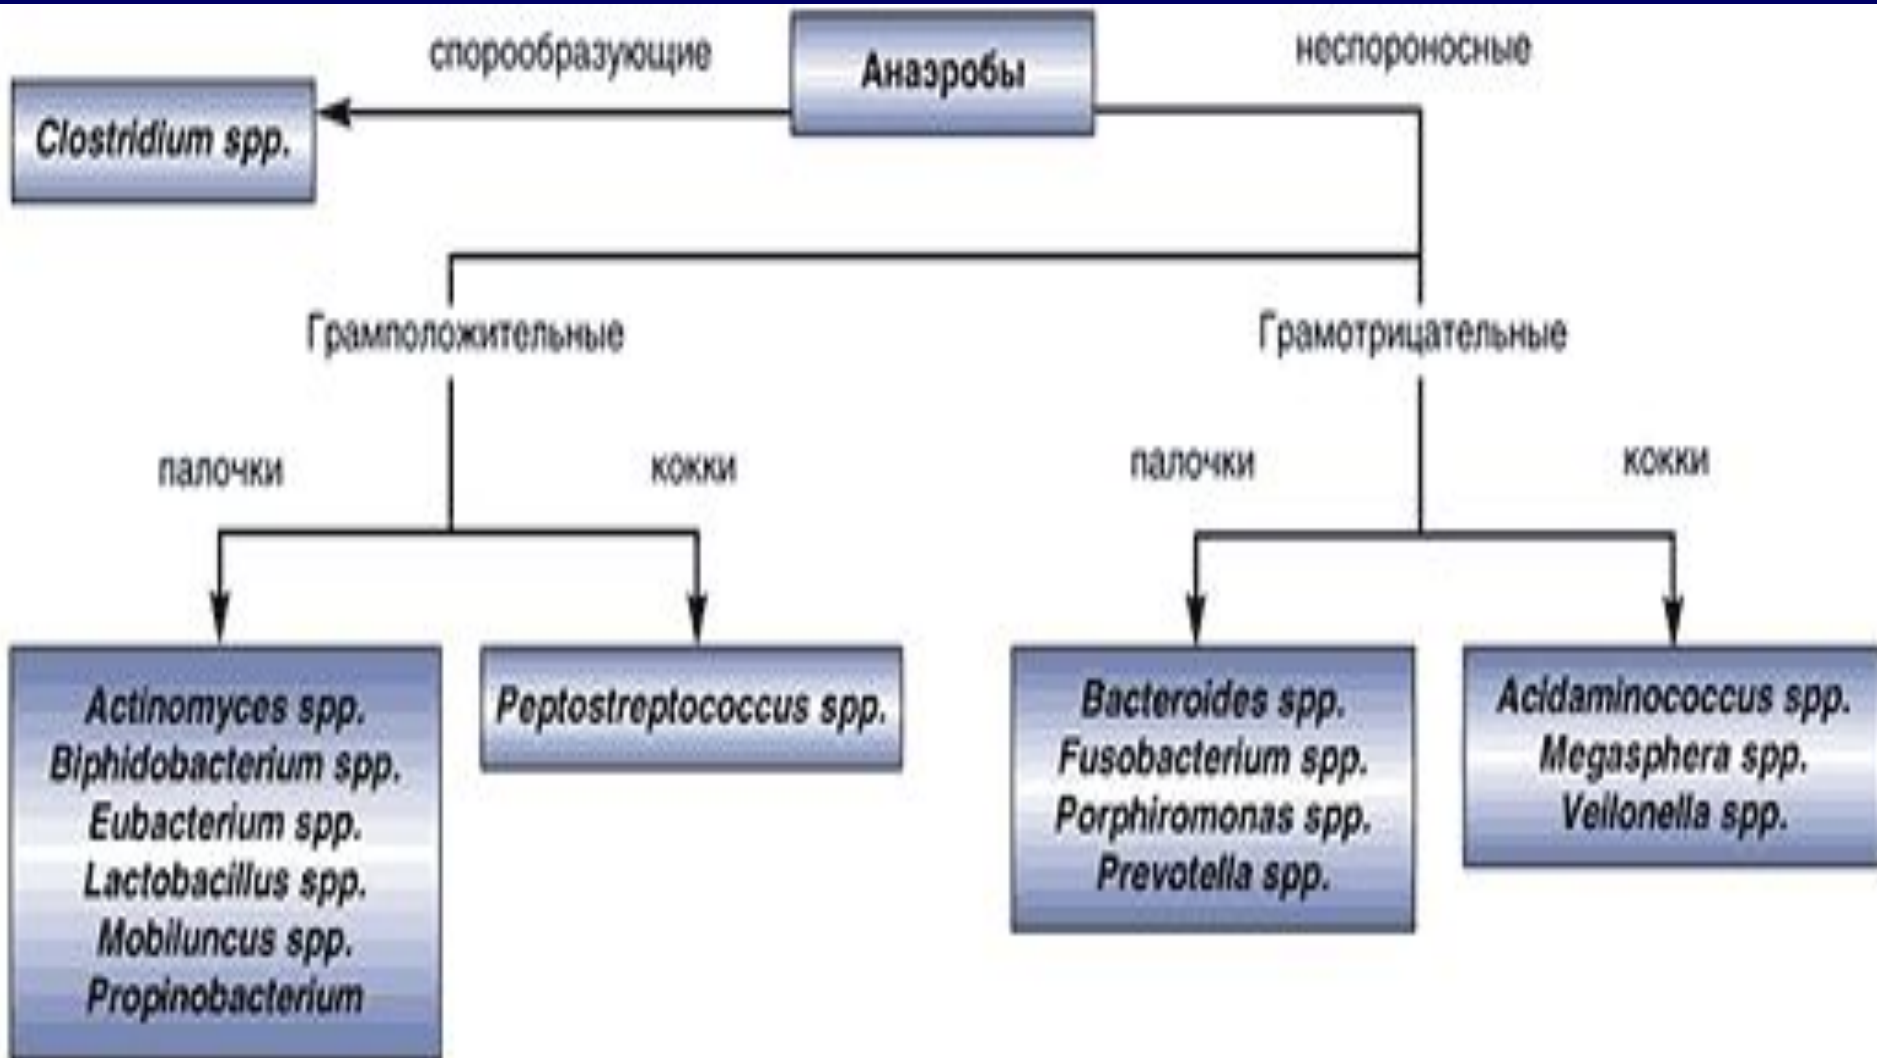 спорообразующие
Анаэробы
неспороносные
Clostridium spp.
Грамположительные
Грамотрицательные
палочки
кокки
палочки
кокки
Actinomyces spp.
Biphidobacterium spp.
Eubacterium spp.
Lactobacillus spp.
Mobiluncus spp.
Propinobacterium
Peptostreptococcus spp.
Bacteroides spp.
Fusobacterium spp.
Porphiromonas spp.
Prevotella spp.
Acidaminococcus spp.
Megasphera spp.
Veilonella spp.